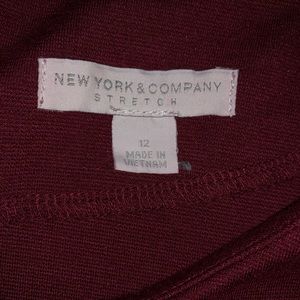 NEW YORK & COMPANY
STRETCH
12
MADE IN
VIETNAM